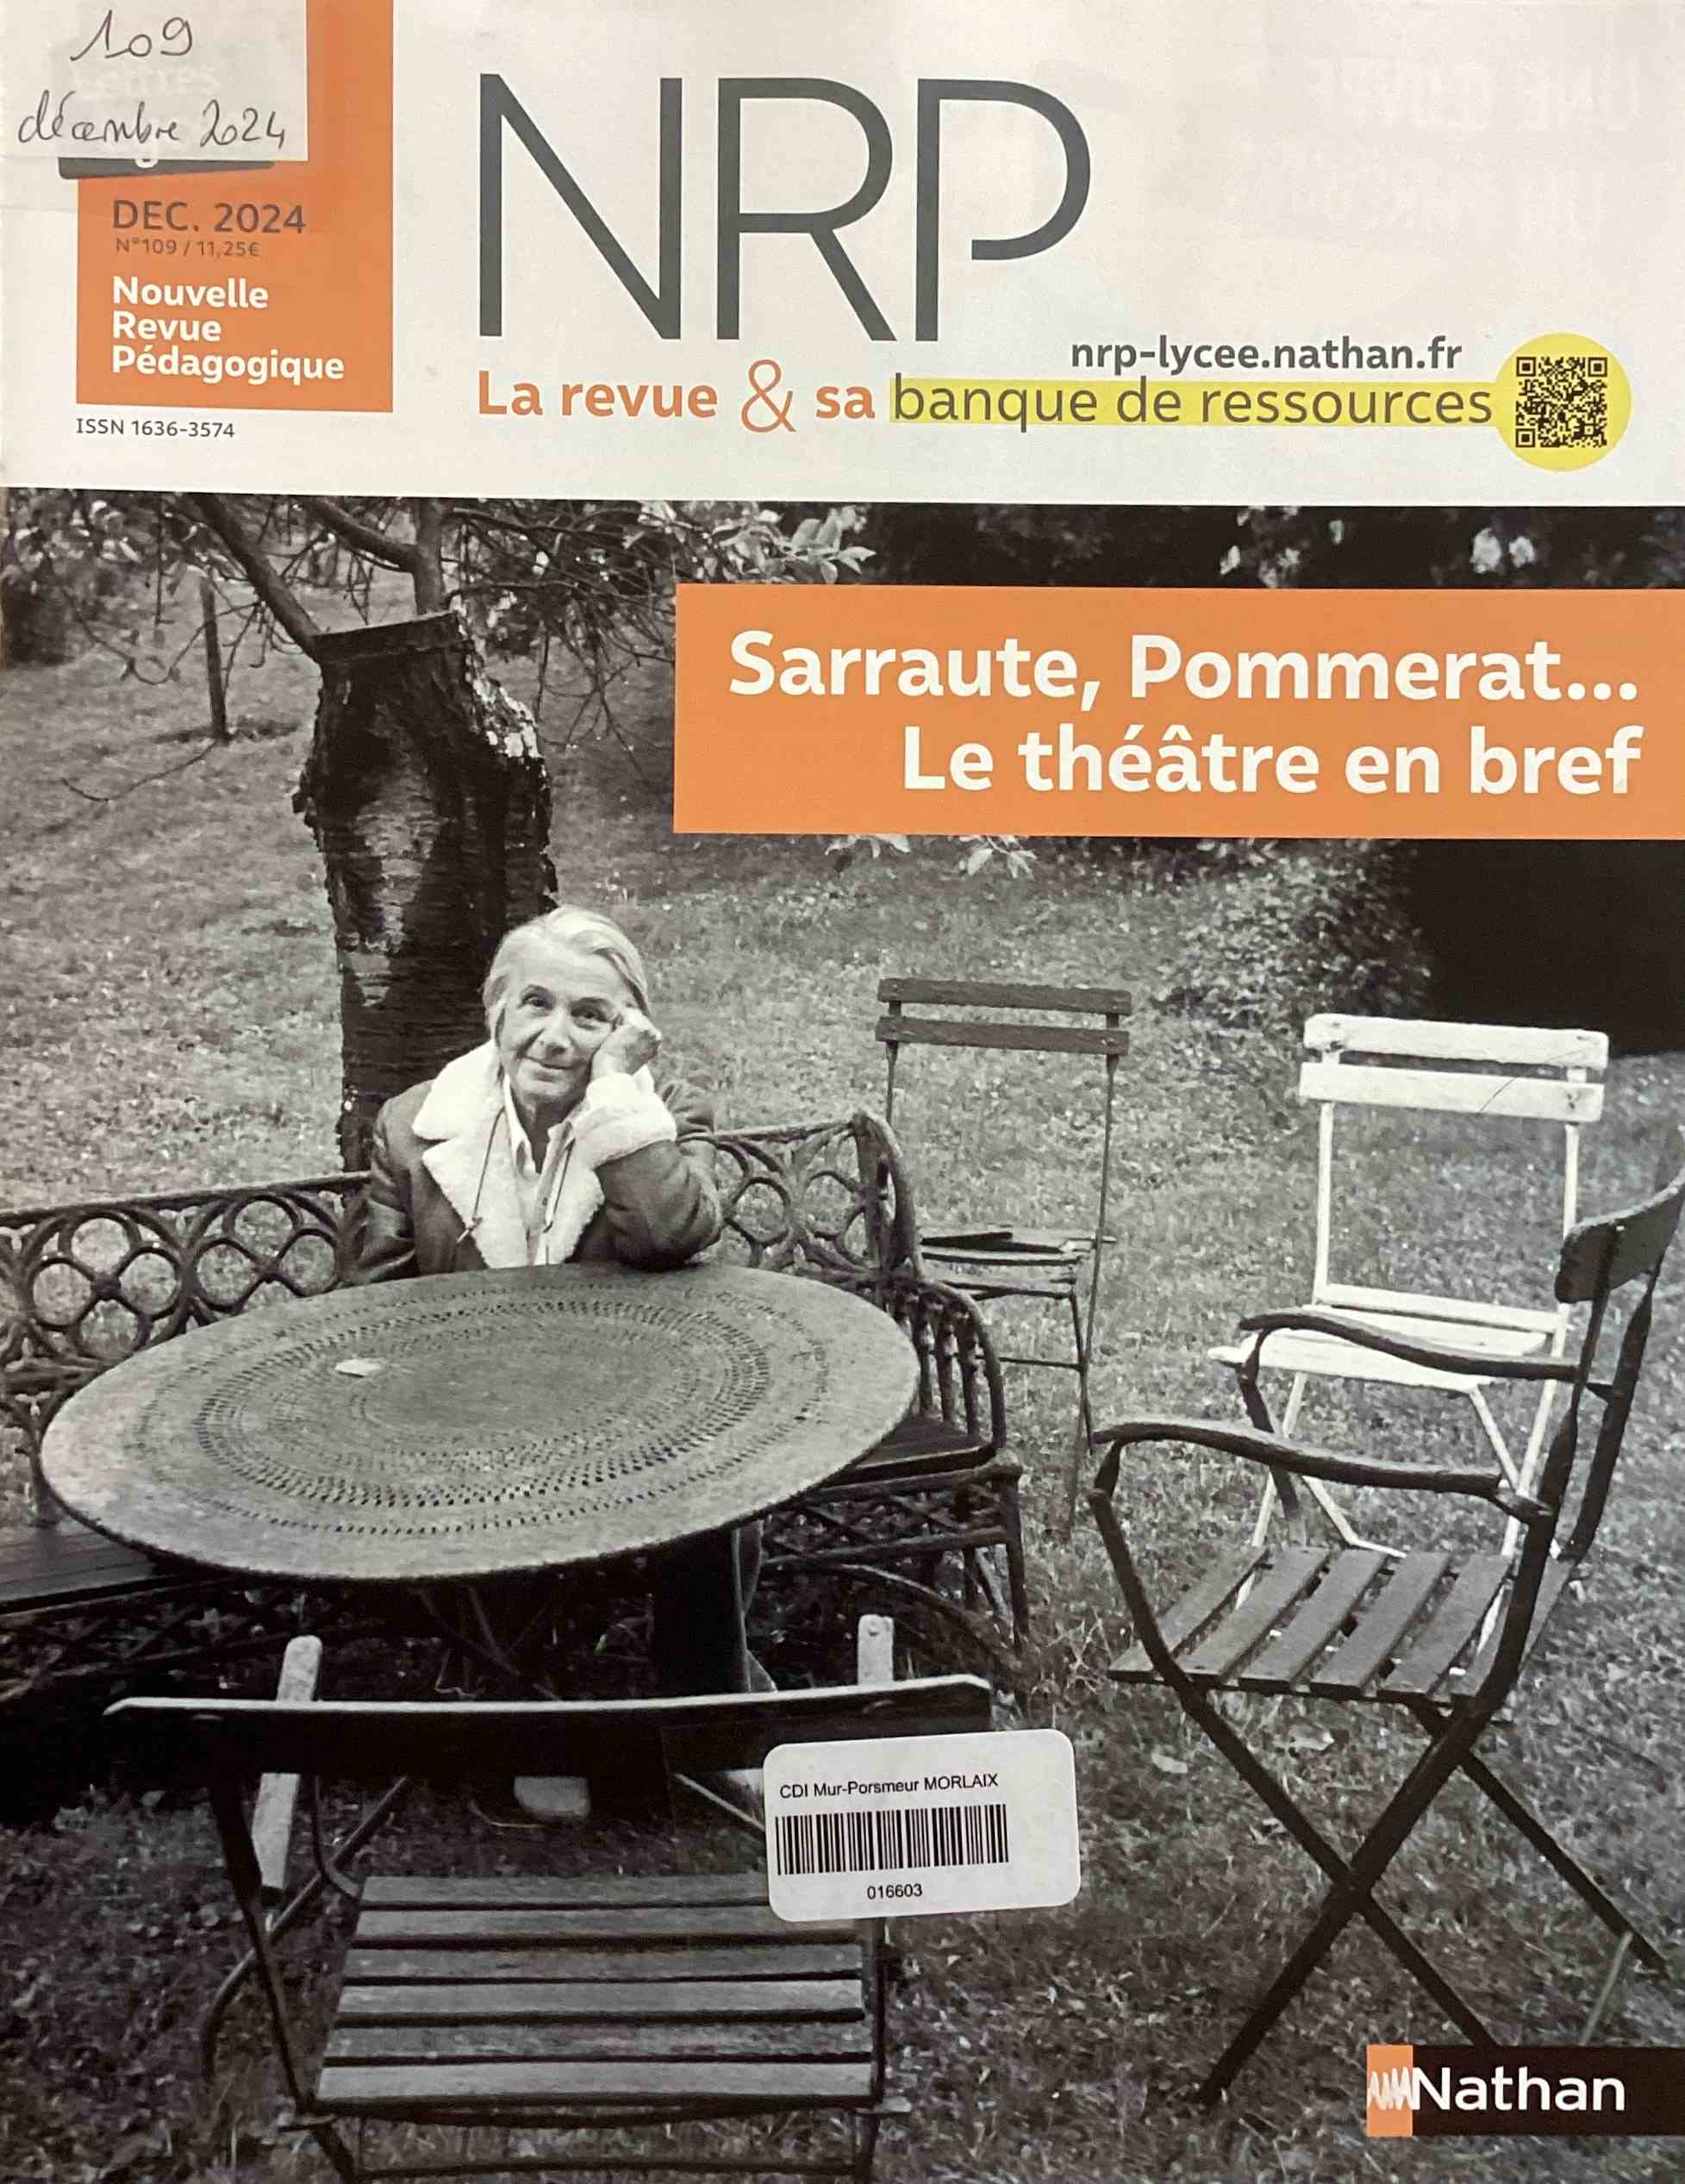 109
décembre 2024
DEC. 2024
N°109 / 11,25€
Nouvelle
Revue
Pédagogique
ISSN 1636-3574
NRP
nrp-lycee.nathan.fr
La revue & sa banque de ressources
Sarraute, Pommerat...
Le théâtre en bref
CDI Mur-Porsmeur MORLAIX
016603
Nathan